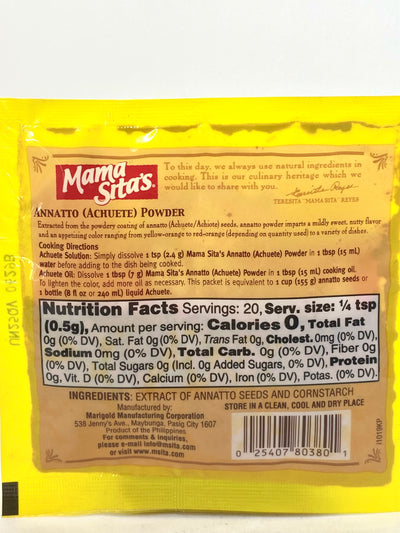 Mama
Sita's®
To this day, we always use natural ingredients in
cooking. This is our culinary heritage which we
would like to share with you.
Teresita Reyes
TERESITA "MAMA SITA" REYES
ANNATTO (ACHUETE) POWDER
Extracted from the powdery coating of annatto (Achuete/Achiote) seeds, annatto powder imparts a mildly sweet, nutty flavor
and an appetizing color ranging from yellow-orange to red-orange (depending on quantity used) to a variety of dishes.
Cooking Directions
Achuete Solution: Simply dissolve 1 tsp (2.4 g) Mama Sita's Annatto (Achuete) Powder in 1 tbsp (15 mL)
water before adding to the dish being cooked.
Achuete Oil: Dissolve 1 tbsp (7 g) Mama Sita's Annatto (Achuete) Powder in 1 tbsp (15 mL) cooking oil.
To lighten the color, add more oil as necessary. This is equivalent to 1 cup (155 g) annatto seeds or
1 bottle (8 fl oz or 240 mL) liquid Achuete.
Nutrition Facts Servings: 20, Serv. size: ¼ tsp
(0.5g), Amount per serving: Calories 0, Total Fat
0g (0% DV), Sat. Fat 0g (0% DV), Trans Fat 0g, Cholest. 0mg (0% DV),
Sodium 0mg (0% DV), Total Carb. 0g (0% DV), Fiber 0g
(0% DV), Total Sugars 0g (Incl. 0g Added Sugars, 0% DV), Protein
0g, Vit. D (0% DV), Calcium (0% DV), Iron (0% DV), Potas. (0% DV).
INGREDIENTS: EXTRACT OF ANNATTO SEEDS AND CORNSTARCH
Manufactured by:
Marigold Manufacturing Corporation
538 Jenny's Ave., Maybunga, Pasig City 1607
Product of the Philippines
For comments & inquiries,
please e-mail info@msita.com
or visit www.msita.com
STORE IN A CLEAN, COOL AND DRY PLACE
0 25407 80380 1